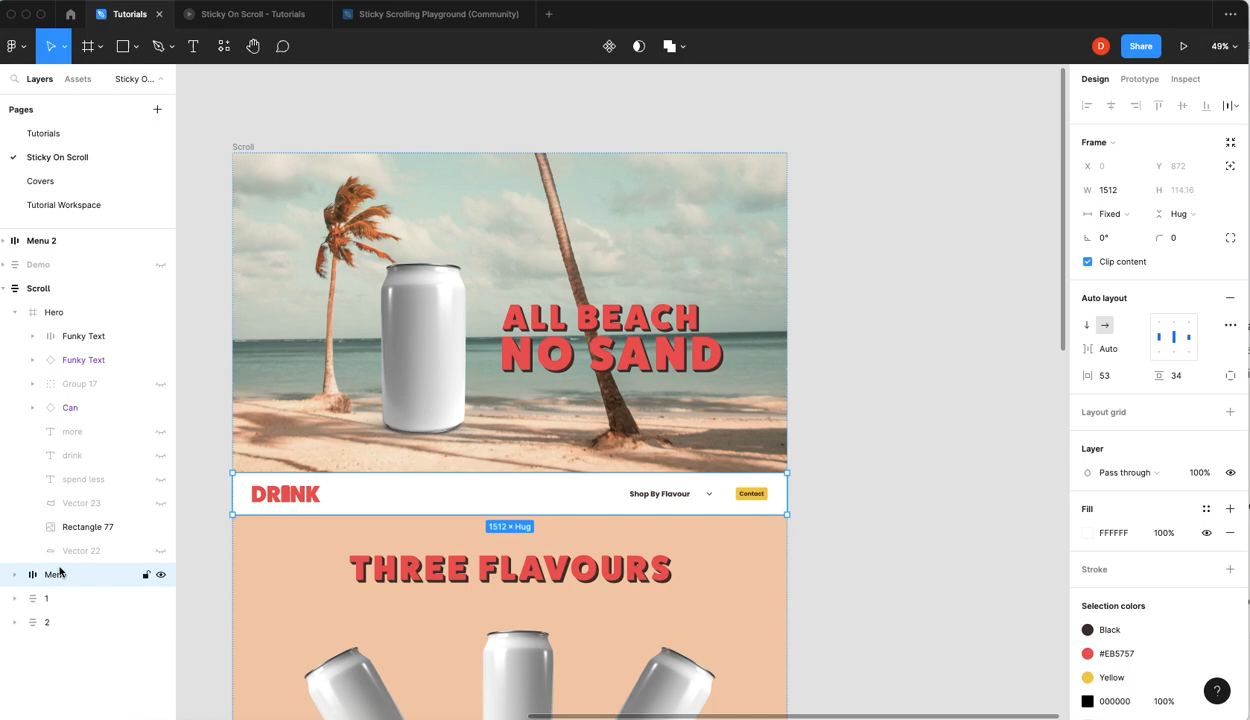 Tutorials
Sticky On Scroll - Tutorials
Sticky Scrolling Playground (Community)
D
Share
49%
Layers
Assets
Sticky O...
Pages
Tutorials
Sticky On Scroll
Covers
Tutorial Workspace
Menu 2
Demo
Scroll
Hero
Funky Text
Funky Text
Group 17
Can
more
drink
spend less
Vector 23
Rectangle 77
Vector 22
Menu
1
2
Scroll
ALL BEACH
NO SAND
DRINK
Shop By Flavour
Contact
1512 × Hug
THREE FLAVOURS
Design
Prototype
Inspect
Frame
X 0
Y 872
W 1512
H 114.16
Fixed
Hug
0°
0
Clip content
Auto layout
Auto
53
34
Layout grid
Layer
Pass through
100%
Fill
FFFFFF
100%
Stroke
Selection colors
Black
#EB5757
Yellow
000000
100%
?